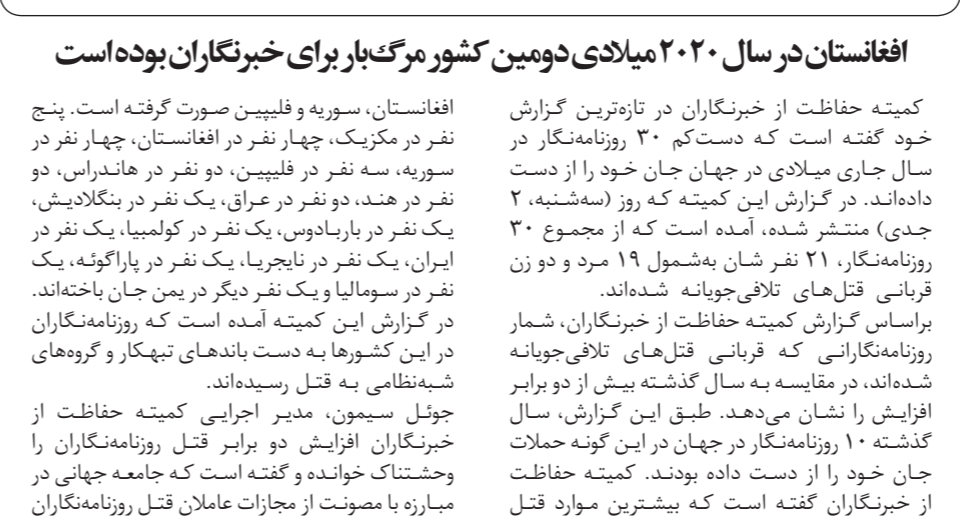 افغانستان در سال ۲۰۲۰ میلادی دومین کشور مرگ‌بار برای خبرنگاران بوده است
کمیته حفاظت از خبرنگاران در تازه‌ترین گزارش
خود گفته است که دست‌کم ۳۰ روزنامه‌نگار در
سال جاری میلادی در جهان جان خود را از دست
داده‌اند. در گزارش این کمیته که روز (سه‌شنبه، ۲
جدی) منتشر شده، آمده است که از مجموع ۳۰
روزنامه‌نگار، ۲۱ نفر شان به‌شمول ۱۹ مرد و دو زن
قربانی قتل‌های تلافی‌جویانه شده‌اند.
براساس گزارش کمیته حفاظت از خبرنگاران، شمار
روزنامه‌نگارانی که قربانی قتل‌های تلافی‌جویانه
شده‌اند، در مقایسه به سال گذشته بیش از دو برابر
افزایش را نشان می‌دهد. طبق این گزارش، سال
گذشته ۱۰ روزنامه‌نگار در جهان در این گونه حملات
جان خود را از دست داده بودند. کمیته حفاظت
از خبرنگاران گفته است که بیشترین موارد قتل
افغانستان، سوریه و فلیپین صورت گرفته است. پنج
نفر در مکزیک، چهار نفر در افغانستان، چهار نفر در
سوریه، سه نفر در فلیپین، دو نفر در هاندراس، دو
نفر در هند، دو نفر در عراق، یک نفر در بنگلادیش،
یک نفر در باربادوس، یک نفر در کولمبیا، یک نفر در
ایران، یک نفر در نایجریا، یک نفر در پاراگوئه، یک
نفر در سومالیا و یک نفر دیگر در یمن جان باخته‌اند.
در گزارش این کمیته آمده است که روزنامه‌نگاران
در این کشورها به دست باندهای تبهکار و گروه‌های
شبه‌نظامی به قتل رسیده‌اند.
جوئل سیمون، مدیر اجرایی کمیته حفاظت از
خبرنگاران افزایش دو برابر قتل روزنامه‌نگاران را
وحشتناک خوانده و گفته است که جامعه جهانی در
مبارزه با مصونت از مجازات عاملان قتل روزنامه‌نگاران